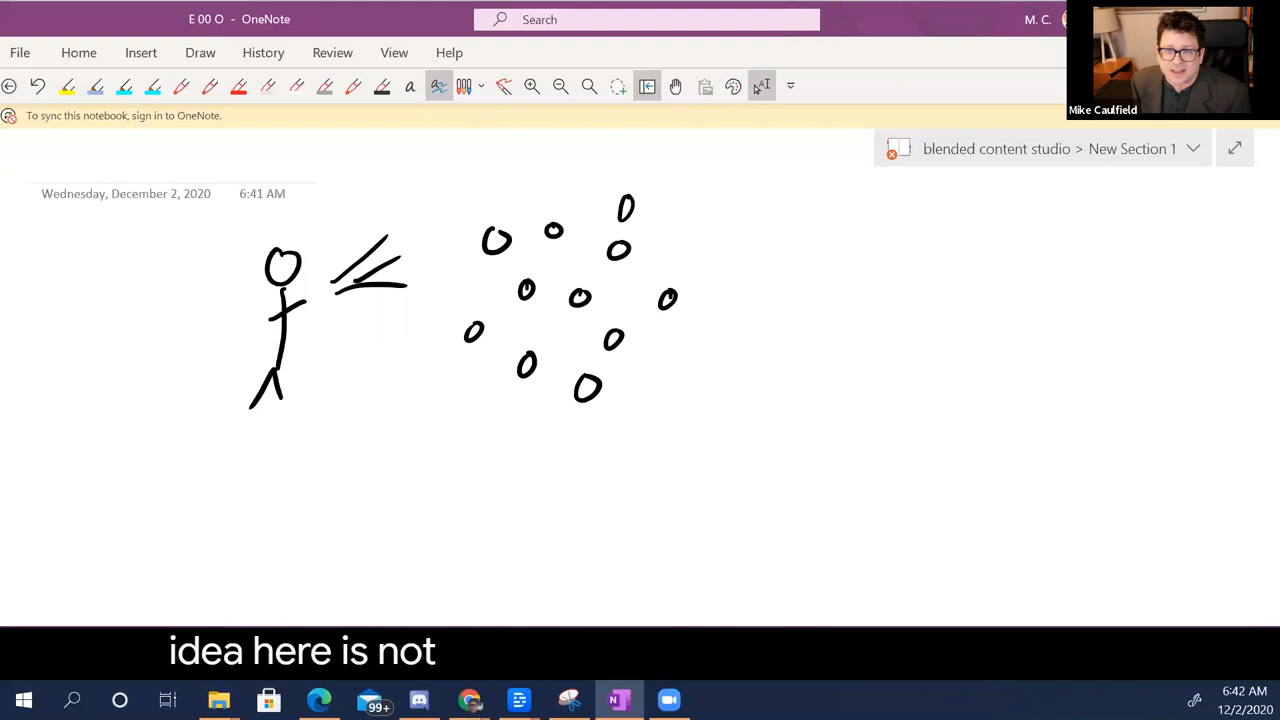 E 00 O - OneNote
Search
M. C.
File Home Insert Draw History Review View Help
To sync this notebook, sign in to OneNote.
Mike Caulfield
blended content studio > New Section 1
Wednesday, December 2, 2020 6:41 AM
idea here is not
99+
6:42 AM
12/2/2020